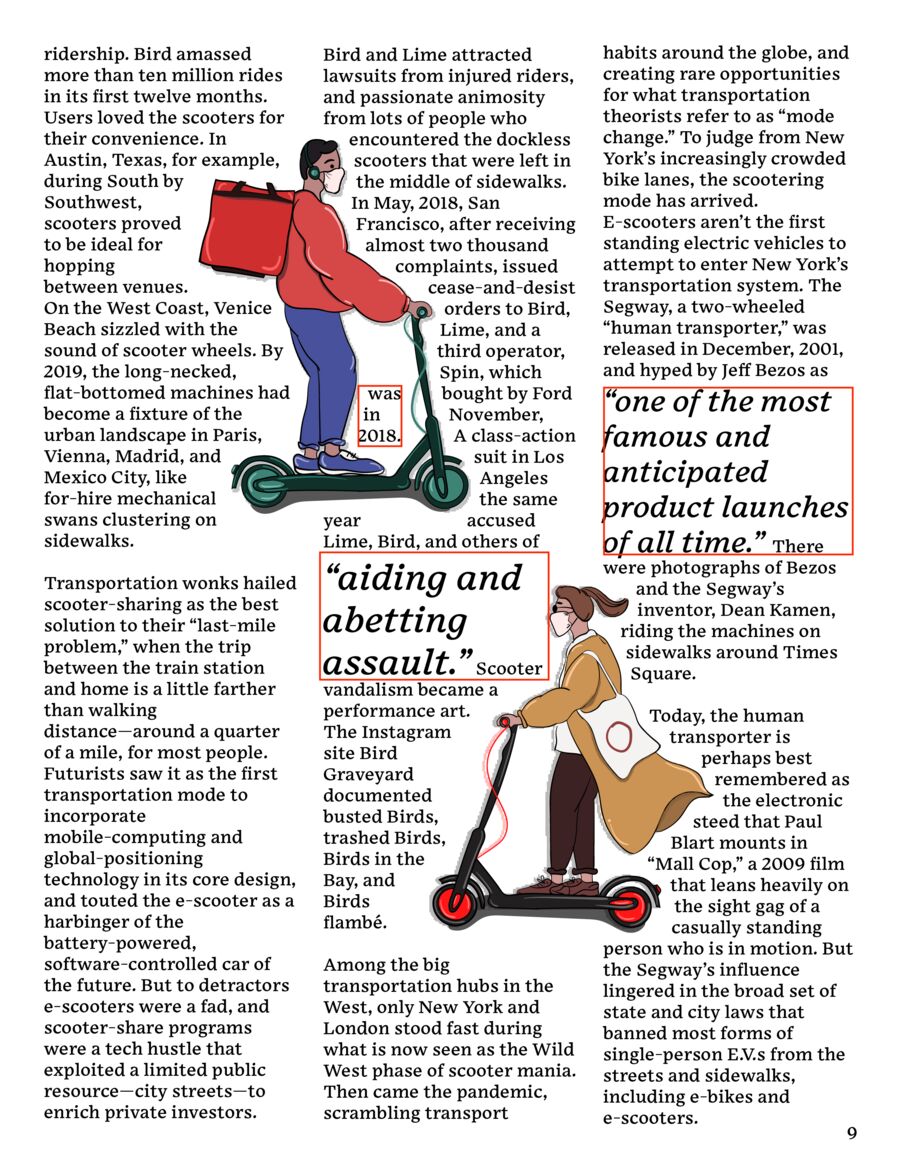 ridership. Bird amassed
more than ten million rides
in its first twelve months.
Users loved the scooters for
their convenience. In
Austin, Texas, for example,
during South by
Southwest,
scooters proved
to be ideal for
hopping
between venues.
On the West Coast, Venice
Beach sizzled with the
sound of scooter wheels. By
2019, the long-necked,
flat-bottomed machines had
become a fixture of the
urban landscape in Paris,
Vienna, Madrid, and
Mexico City, like
for-hire mechanical
swans clustering on
sidewalks.
Transportation wonks hailed
scooter-sharing as the best
solution to their “last-mile
problem,” when the trip
between the train station
and home is a little farther
than walking
distance—around a quarter
of a mile, for most people.
Futurists saw it as the first
transportation mode to
incorporate
mobile-computing and
global-positioning
technology in its core design,
and touted the e-scooter as a
harbinger of the
battery-powered,
software-controlled car of
the future. But to detractors
e-scooters were a fad, and
scooter-share programs
were a tech hustle that
exploited a limited public
resource—city streets—to
enrich private investors.
Bird and Lime attracted
lawsuits from injured riders,
and passionate animosity
from lots of people who
encountered the dockless
scooters that were left in
the middle of sidewalks.
In May, 2018, San
Francisco, after receiving
almost two thousand
complaints, issued
cease-and-desist
orders to Bird,
Lime, and a
third operator,
Spin, which
was bought by Ford
in November,
2018. A class-action
suit in Los
Angeles
the same
year accused
Lime, Bird, and others of
“aiding and
abetting
assault.” Scooter
vandalism became a
performance art.
The Instagram
site Bird
Graveyard
documented
busted Birds,
trashed Birds,
Birds in the
Bay, and
Birds
flambé.
Among the big
transportation hubs in the
West, only New York and
London stood fast during
what is now seen as the Wild
West phase of scooter mania.
Then came the pandemic,
scrambling transport
habits around the globe, and
creating rare opportunities
for what transportation
theorists refer to as “mode
change.” To judge from New
York’s increasingly crowded
bike lanes, the scootering
mode has arrived.
E-scooters aren’t the first
standing electric vehicles to
attempt to enter New York’s
transportation system. The
Segway, a two-wheeled
“human transporter,” was
released in December, 2001,
and hyped by Jeff Bezos as
“one of the most
famous and
anticipated
product launches
of all time.” There
were photographs of Bezos
and the Segway’s
inventor, Dean Kamen,
riding the machines on
sidewalks around Times
Square.
Today, the human
transporter is
perhaps best
remembered as
the electronic
steed that Paul
Blart mounts in
“Mall Cop,” a 2009 film
that leans heavily on
the sight gag of a
casually standing
person who is in motion. But
the Segway’s influence
lingered in the broad set of
state and city laws that
banned most forms of
single-person E.V.s from the
streets and sidewalks,
including e-bikes and
e-scooters.
9